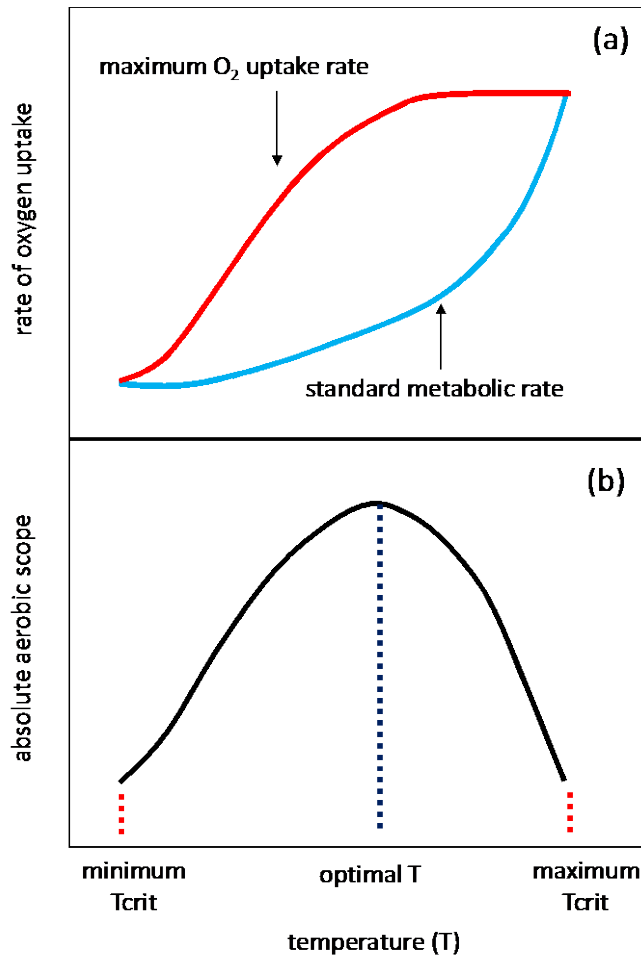 (a)
maximum O₂ uptake rate
rate of oxygen uptake
standard metabolic rate
(b)
absolute aerobic scope
minimum
Tcrit
optimal T
maximum
Tcrit
temperature (T)